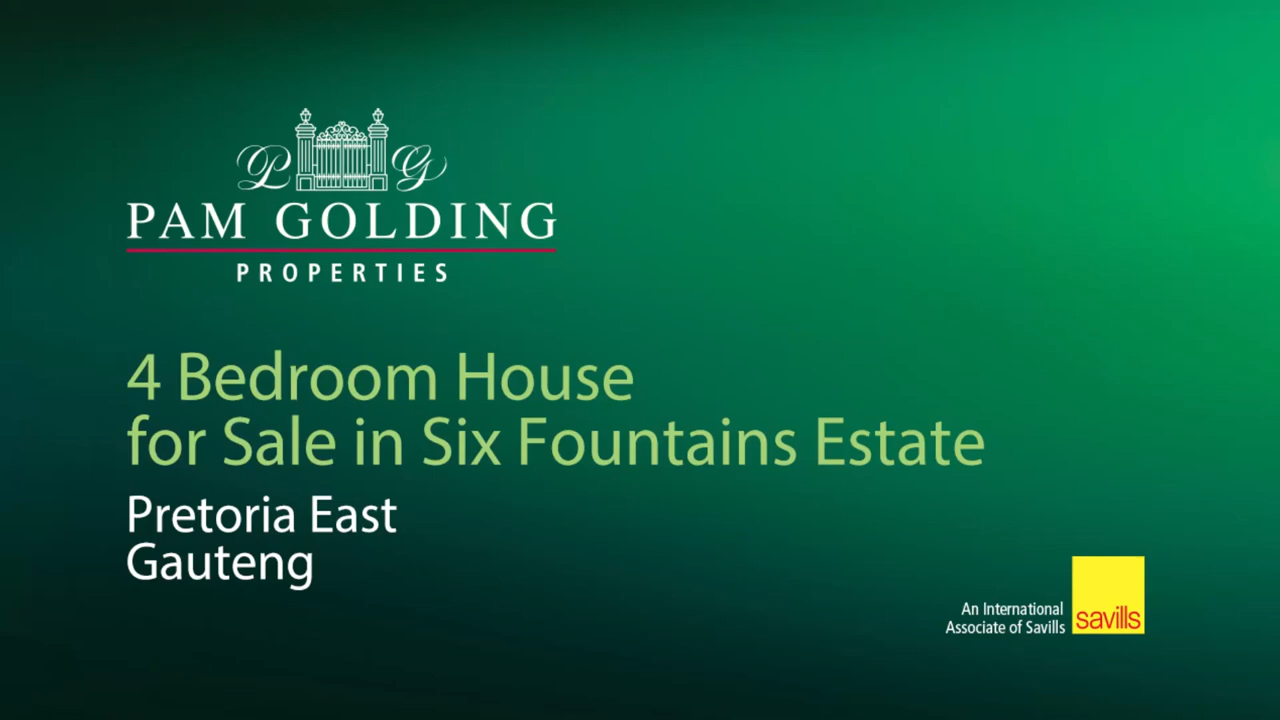 P G
PAM GOLDING
PROPERTIES
4 Bedroom House
for Sale in Six Fountains Estate
Pretoria East
Gauteng
An International
Associate of Savills
savills